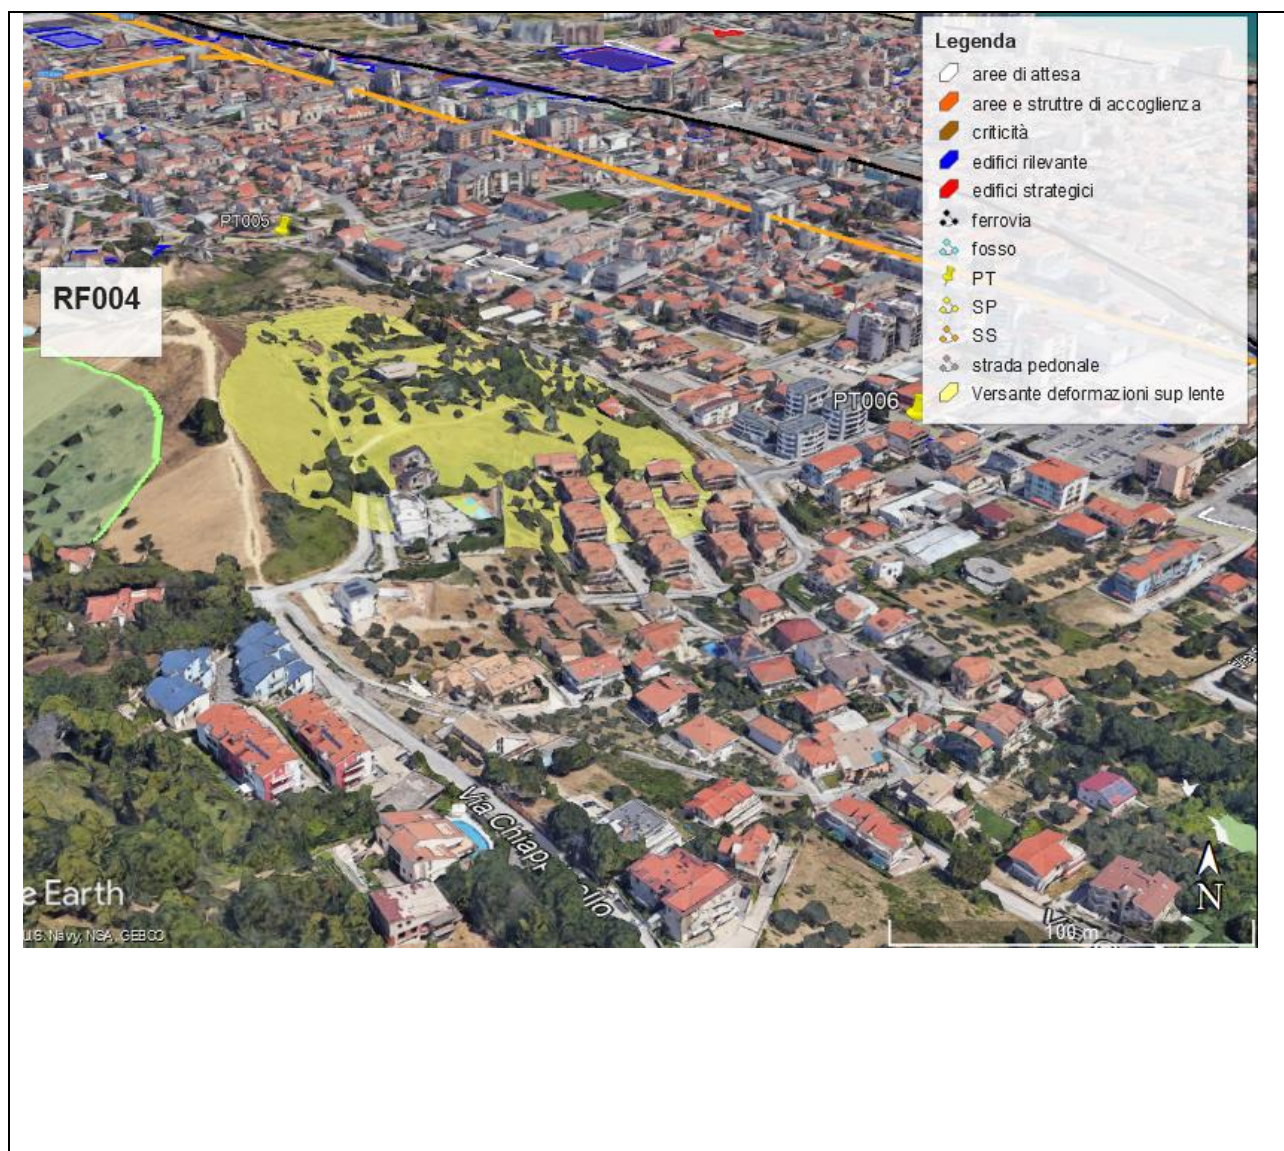 Legenda
aree di attesa
aree e struttre di accoglienza
criticità
edifici rilevante
edifici strategici
ferrovia
fosso
PT
SP
SS
strada pedonale
Versante deformazioni sup lente
PT005
RF004
PT006
Via Chiap
ello
e Earth
U.S. Navy, NGA, GEBCO
N
100 m